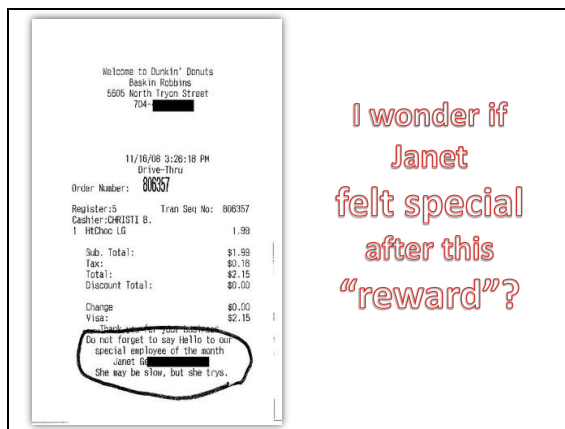 Welcome to Dunkin' Donuts
Baskin Robbins
5605 North Tryon Street
704-
11/16/08 3:26:18 PM
Drive-Thru
Order Number: 806357
Register:5 Tran Seq No: 806357
Cashier:CHRISTI B.
1 HtChoc LG 1.99
Sub. Total: $1.99
Tax: $0.16
Total: $2.15
Discount Total: $0.00
Change $0.00
Visa: $2.15
Thank you for your business
Do not forget to say Hello to our
special employee of the month
Janet Ge
She may be slow, but she trys.
I wonder if
Janet
felt special
after this
“reward”?